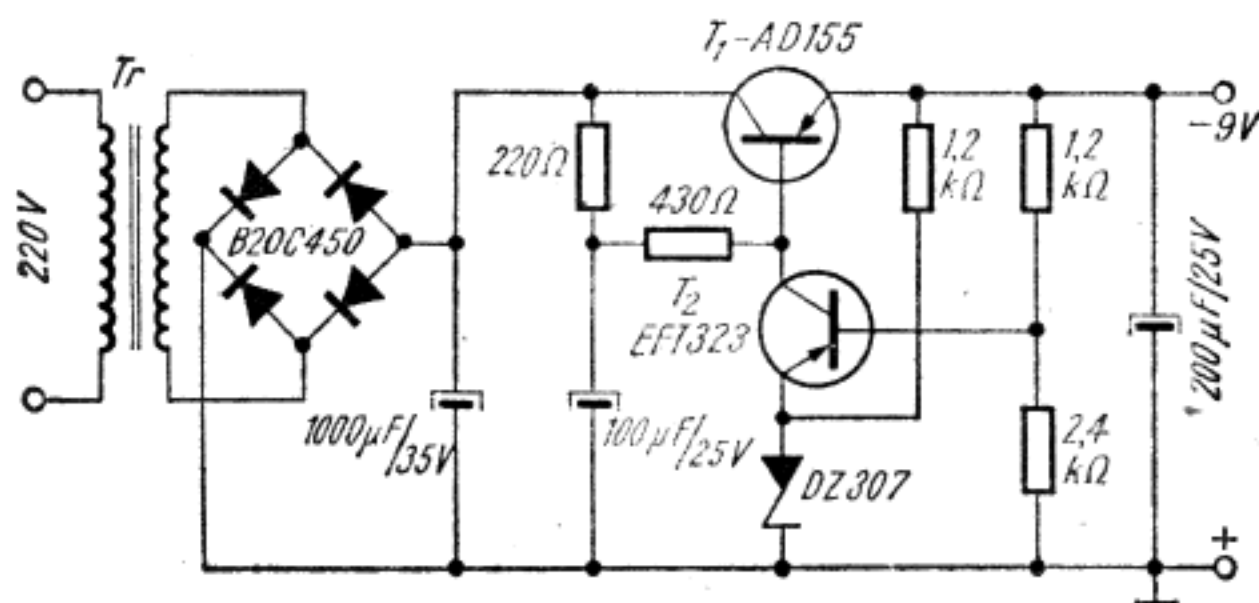 T₁-AD155
Tr
220V
B20C450
220Ω
430Ω
T₂
EFT323
1,2
kΩ
1,2
kΩ
-9V
1000µF/35V
100µF/25V
DZ307
2,4
kΩ
200µF/25V
+